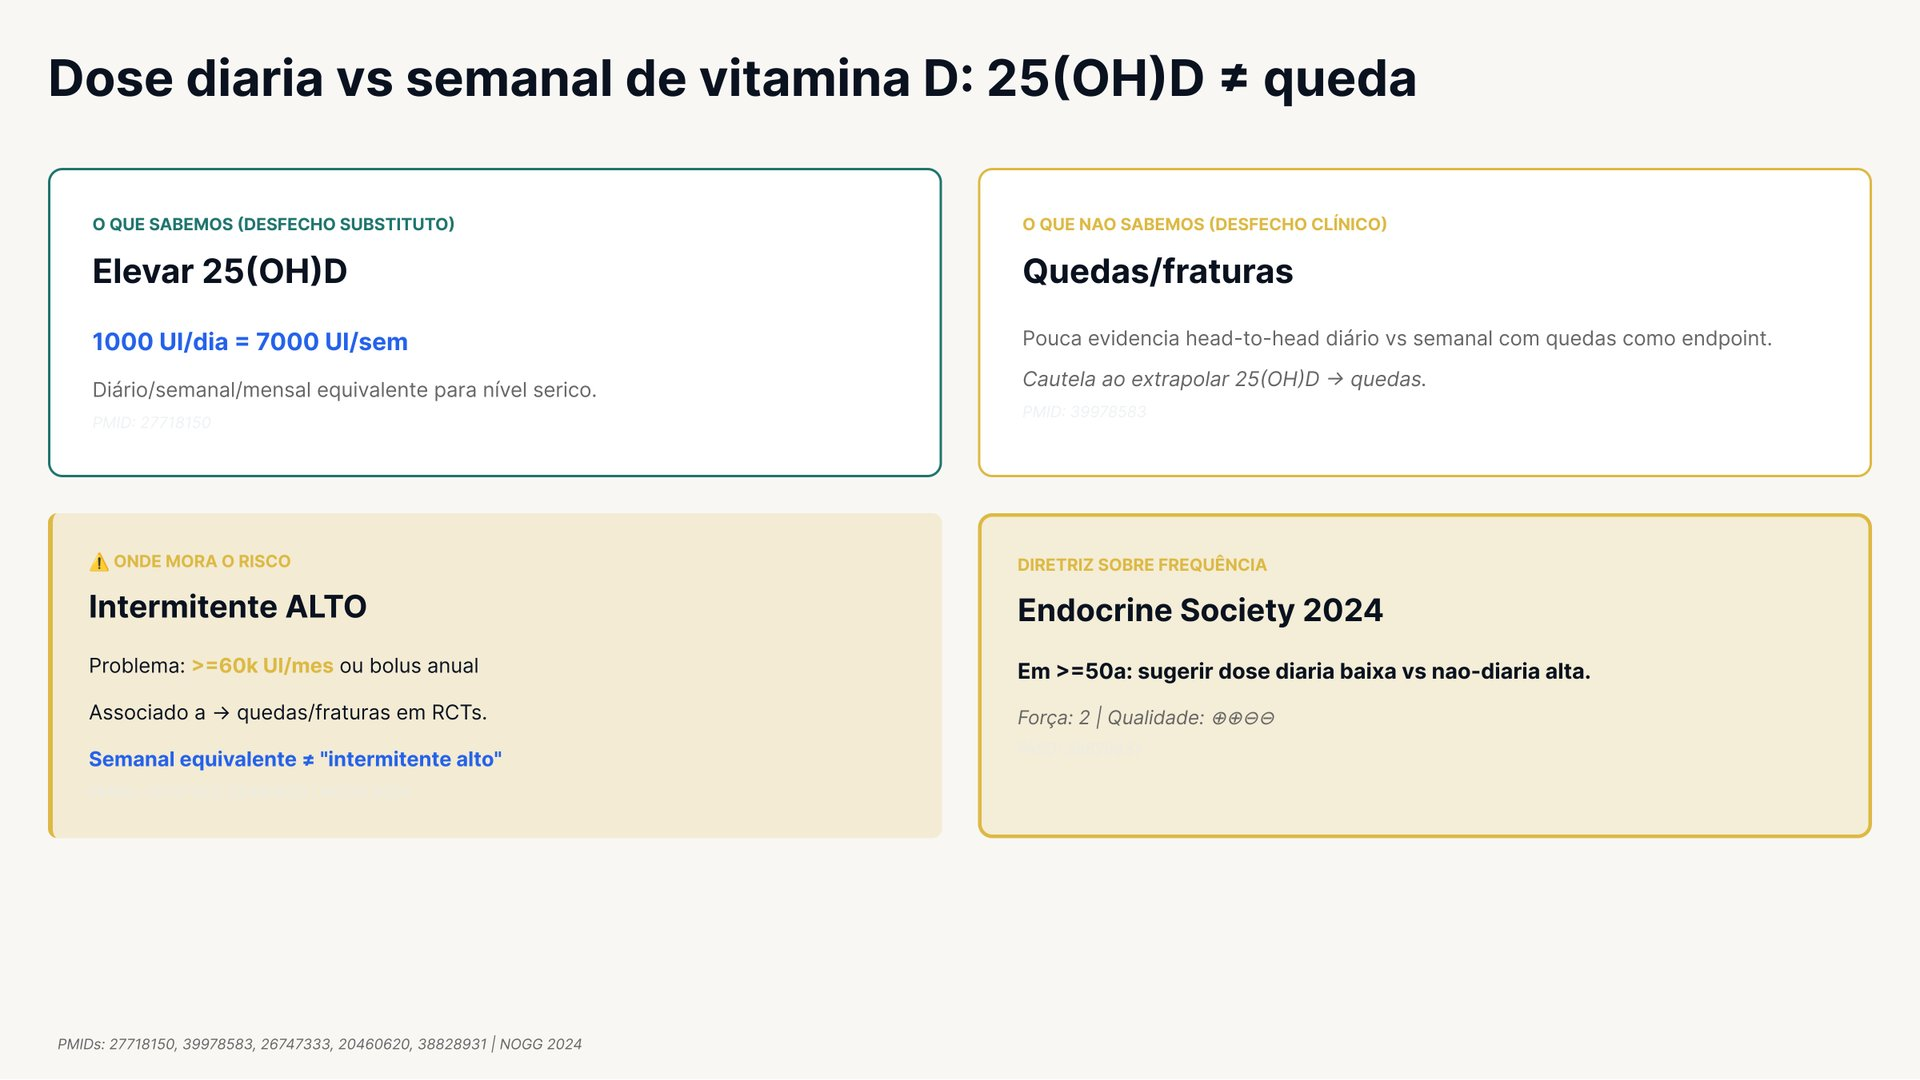 Dose diaria vs semanal de vitamina D: 25(OH)D ≠ queda
O QUE SABEMOS (DESFECHO SUBSTITUTO)
Elevar 25(OH)D
1000 UI/dia = 7000 UI/sem
Diário/semanal/mensal equivalente para nível serico.
PMID: 27718150
O QUE NAO SABEMOS (DESFECHO CLÍNICO)
Quedas/fraturas
Pouca evidencia head-to-head diário vs semanal com quedas como endpoint.
Cautela ao extrapolar 25(OH)D → quedas.
PMID: 39978583
⚠️ ONDE MORA O RISCO
Intermitente ALTO
Problema: >=60k UI/mes ou bolus anual
Associado a → quedas/fraturas em RCTs.
Semanal equivalente ≠ "intermitente alto"
DIRETRIZ SOBRE FREQUÊNCIA
Endocrine Society 2024
Em >=50a: sugerir dose diaria baixa vs nao-diaria alta.
Força: 2 | Qualidade: ⊕⊕⊖⊖
PMIDs: 27718150, 39978583, 26747333, 20460620, 38828931 | NOGG 2024